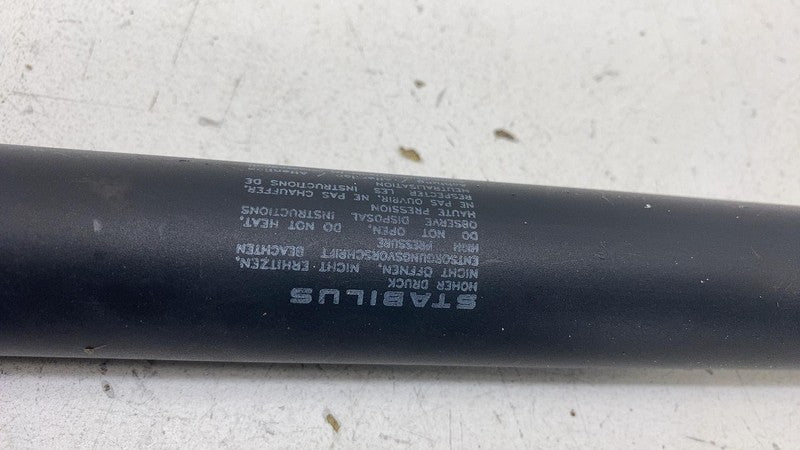 STABILUS
HOHER DRUCK
NICHT ÖFFNEN. NICHT ERHITZEN.
ENTSORGUNGSVORSCHRIFT BEACHTEN
HIGH PRESSURE
DO NOT OPEN. DO NOT HEAT.
OBSERVE DISPOSAL INSTRUCTIONS
HAUTE PRESSION
NE PAS OUVRIR. NE PAS CHAUFFER.
RESPECTER LES INSTRUCTIONS DE
NEUTRALISATION